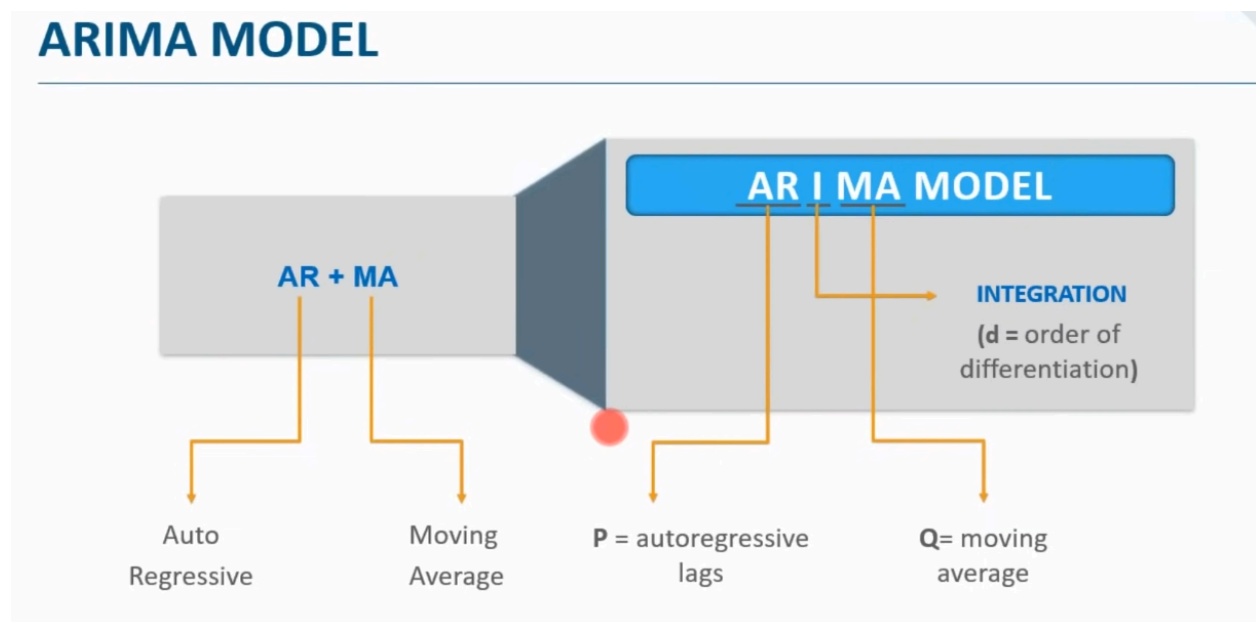 ARIMA MODEL
AR I MA MODEL
AR + MA
INTEGRATION
(d = order of
differentiation)
Auto
Regressive
Moving
Average
P = autoregressive
lags
Q= moving
average